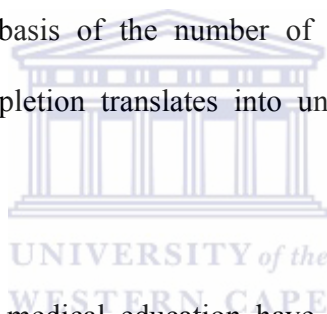 basis of the number of
pletion translates into un
UNIVERSITY of the
WESTERN CAPE
medical education have